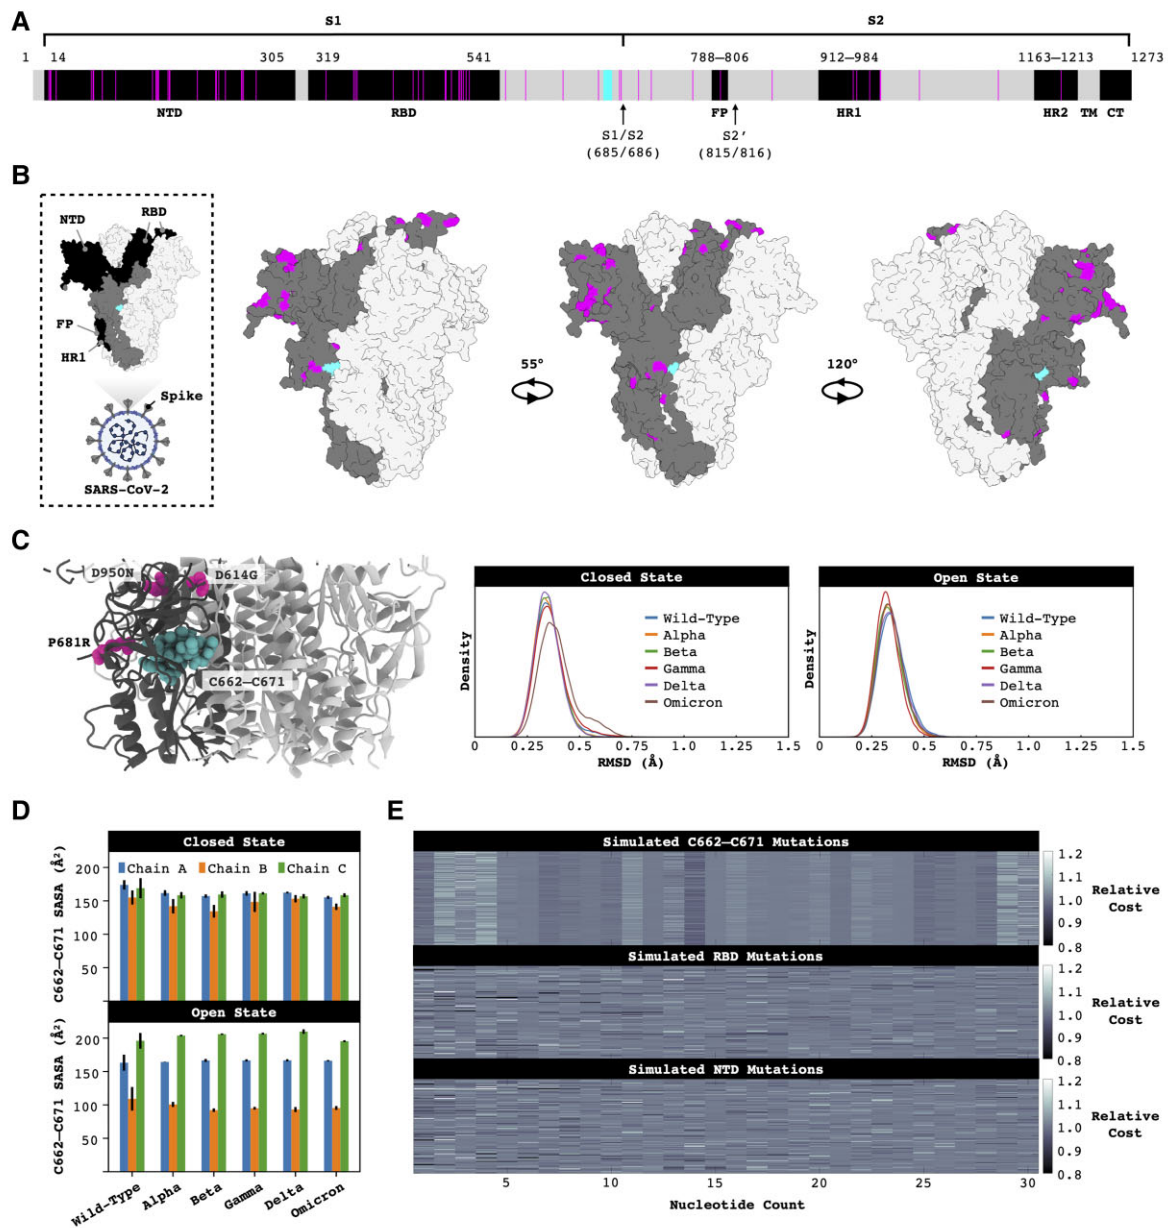 A
S1 S2
1 14 305 319 541 788–806 912–984 1163–1213 1273
NTD RBD FP HR1 HR2 TM CT
S1/S2 S2’
(685/686) (815/816)
B
NTD RBD
FP
HR1
Spike
SARS-CoV-2
55° 120°
C
D950N D614G
P681R
C662–C671
Closed State
Density
Wild-Type
Alpha
Beta
Gamma
Delta
Omicron
0 0.25 0.5 0.75 1.0 1.25 1.5
RMSD (Å)
Open State
Density
Wild-Type
Alpha
Beta
Gamma
Delta
Omicron
0 0.25 0.5 0.75 1.0 1.25 1.5
RMSD (Å)
D
Closed State
C662–C671 SASA (Å²)
Chain A Chain B Chain C
200
150
100
50
Open State
C662–C671 SASA (Å²)
200
150
100
50
Wild-Type Alpha Beta Gamma Delta Omicron
E
Simulated C662–C671 Mutations
1.2
1.1
1.0
0.9
0.8
Relative
Cost
Simulated RBD Mutations
1.2
1.1
1.0
0.9
0.8
Relative
Cost
Simulated NTD Mutations
1.2
1.1
1.0
0.9
0.8
Relative
Cost
5 10 15 20 25 30
Nucleotide Count